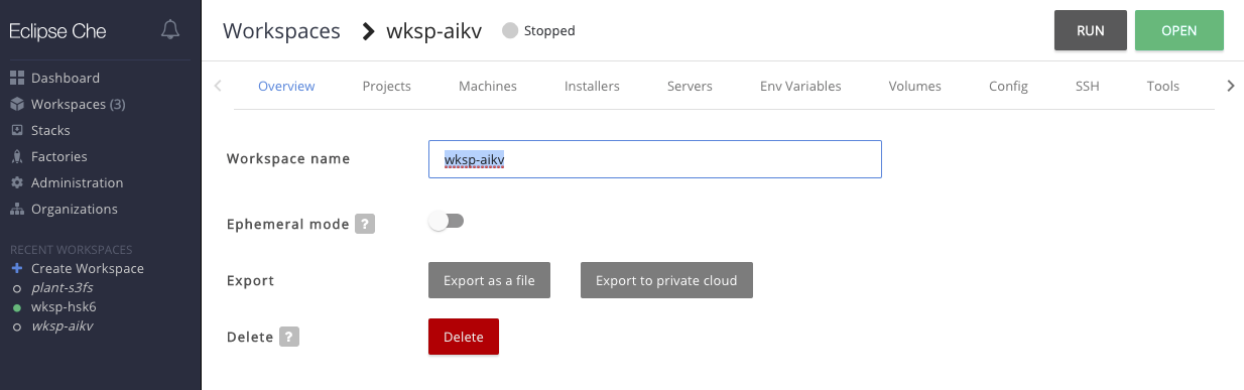 Eclipse Che
Workspaces
wksp-aikv
Stopped
RUN
OPEN
Dashboard
Workspaces (3)
Stacks
Factories
Administration
Organizations
RECENT WORKSPACES
Create Workspace
plant-s3fs
wksp-hsk6
wksp-aikv
Overview
Projects
Machines
Installers
Servers
Env Variables
Volumes
Config
SSH
Tools
Workspace name
wksp-aikv
Ephemeral mode ?
Export
Export as a file
Export to private cloud
Delete ?
Delete